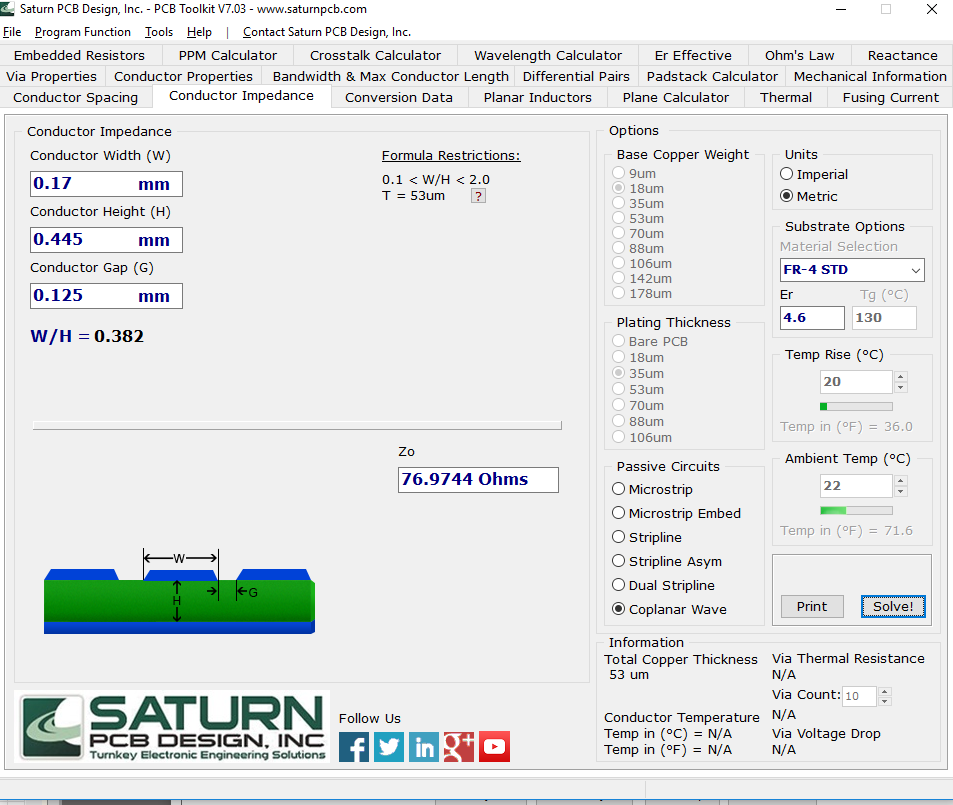 Saturn PCB Design, Inc. - PCB Toolkit V7.03 - www.saturnpcb.com
File Program Function Tools Help | Contact Saturn PCB Design, Inc.
Embedded Resistors PPM Calculator Crosstalk Calculator Wavelength Calculator Er Effective Ohm's Law Reactance
Via Properties Conductor Properties Bandwidth & Max Conductor Length Differential Pairs Padstack Calculator Mechanical Information
Conductor Spacing Conductor Impedance Conversion Data Planar Inductors Plane Calculator Thermal Fusing Current
Conductor Impedance
Conductor Width (W)
0.17 mm
Conductor Height (H)
0.445 mm
Conductor Gap (G)
0.125 mm
W/H = 0.382
Formula Restrictions:
0.1 < W/H < 2.0
T = 53um ?
Zo
76.9744 Ohms
W
H
G
SATURN
PCB DESIGN, INC
Turnkey Electronic Engineering Solutions
Follow Us
f
in
g+
Options
Base Copper Weight
9um
18um
35um
53um
70um
88um
106um
142um
178um
Plating Thickness
Bare PCB
18um
35um
53um
70um
88um
106um
Passive Circuits
Microstrip
Microstrip Embed
Stripline
Stripline Asym
Dual Stripline
Coplanar Wave
Units
Imperial
Metric
Substrate Options
Material Selection
FR-4 STD
Er Tg (°C)
4.6 130
Temp Rise (°C)
20
Temp in (°F) = 36.0
Ambient Temp (°C)
22
Temp in (°F) = 71.6
Print Solve!
Information
Total Copper Thickness
53 um
Conductor Temperature
Temp in (°C) = N/A
Temp in (°F) = N/A
Via Thermal Resistance
N/A
Via Count: 10
N/A
Via Voltage Drop
N/A